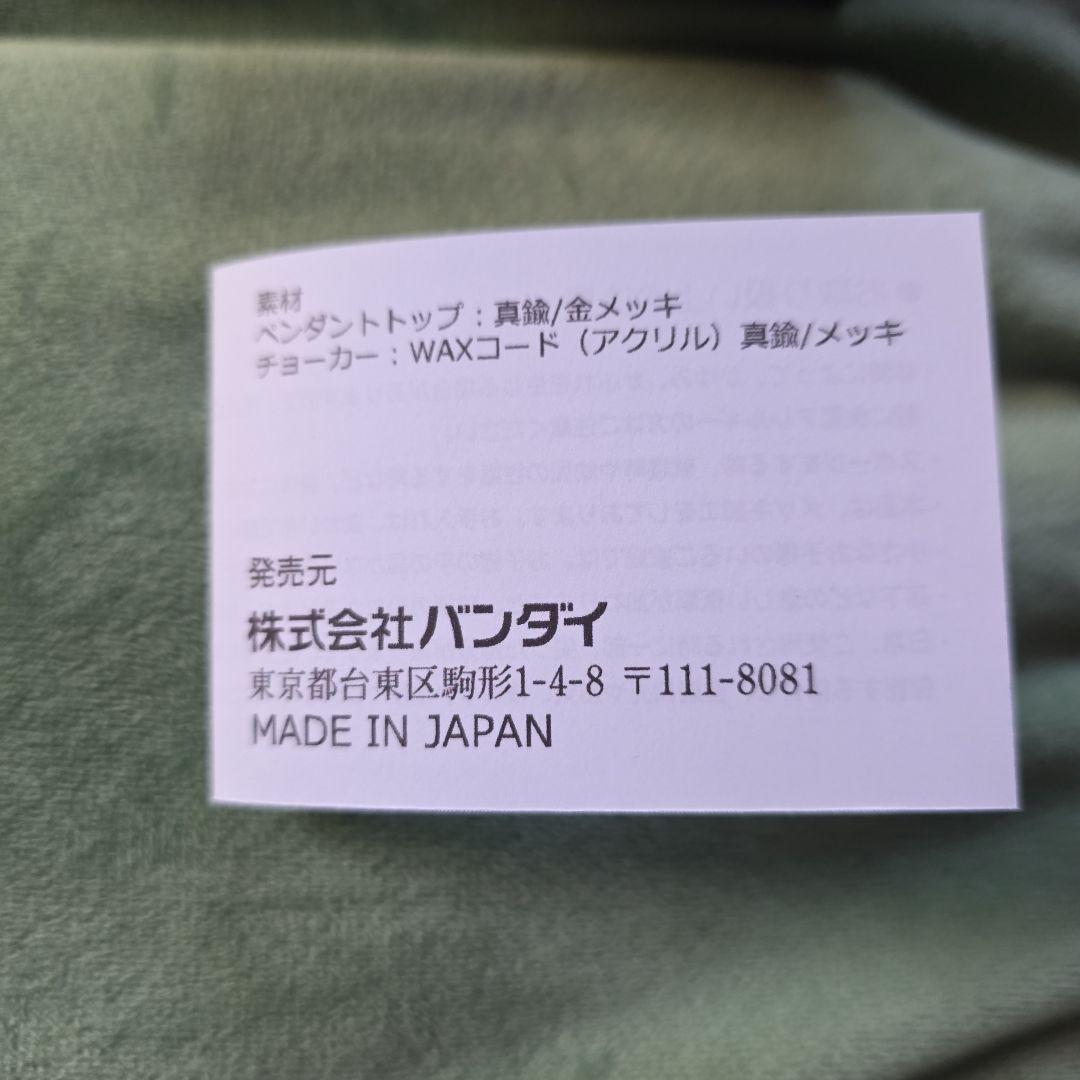 素材
ペンダントトップ：真鍮/金メッキ
チョーカー：WAXコード（アクリル）真鍮/メッキ
発売元
株式会社バンダイ
東京都台東区駒形1-4-8 〒111-8081
MADE IN JAPAN